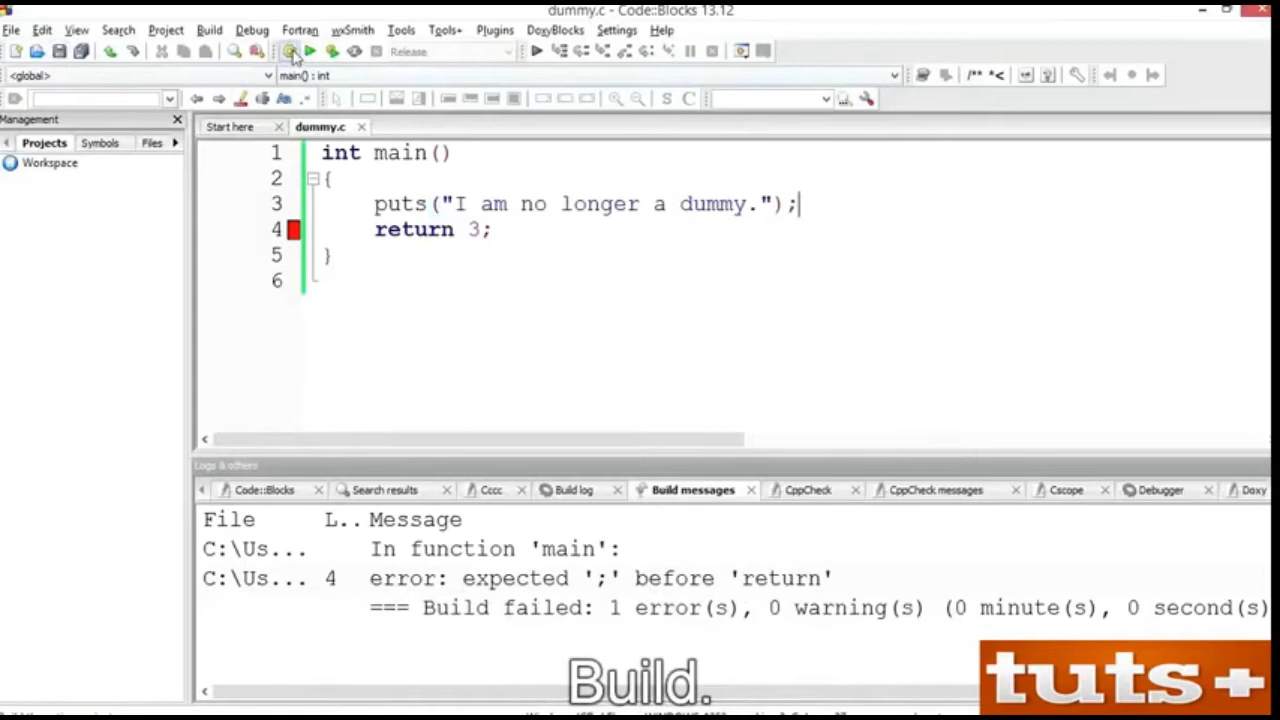 dummy.c - Code::Blocks 13.12
File Edit View Search Project Build Debug Fortran wxSmith Tools Tools+ Plugins DoxyBlocks Settings Help
Release
<global> main() : int
/** *<
S C
Management
Projects Symbols Files
Workspace
Start here dummy.c
1 int main()
2 {
3 puts("I am no longer a dummy.");
4 return 3;
5 }
6
Logs & others
Code::Blocks Search results Cccc Build log Build messages CppCheck CppCheck messages Cscope Debugger Doxy
File L.. Message
C:\Us... In function 'main':
C:\Us... 4 error: expected ';' before 'return'
=== Build failed: 1 error(s), 0 warning(s) (0 minute(s), 0 second(s)
Build.
tuts+